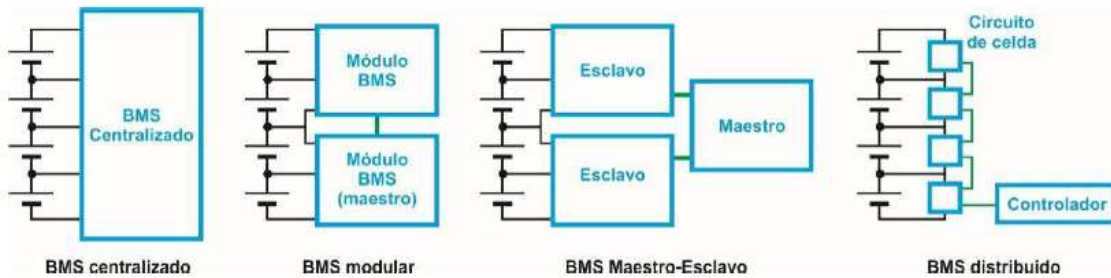 BMS
Centralizado
BMS centralizado
Módulo
BMS
Módulo
BMS
(maestro)
BMS modular
Esclavo
Esclavo
Maestro
BMS Maestro-Esclavo
Circuito
de celda
Controlador
BMS distribuido